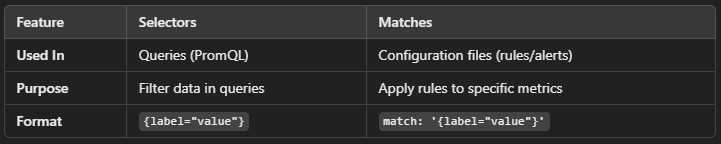 Feature Selectors Matches
Used In Queries (PromQL) Configuration files (rules/alerts)
Purpose Filter data in queries Apply rules to specific metrics
Format {label="value"} match: '{label="value"}'